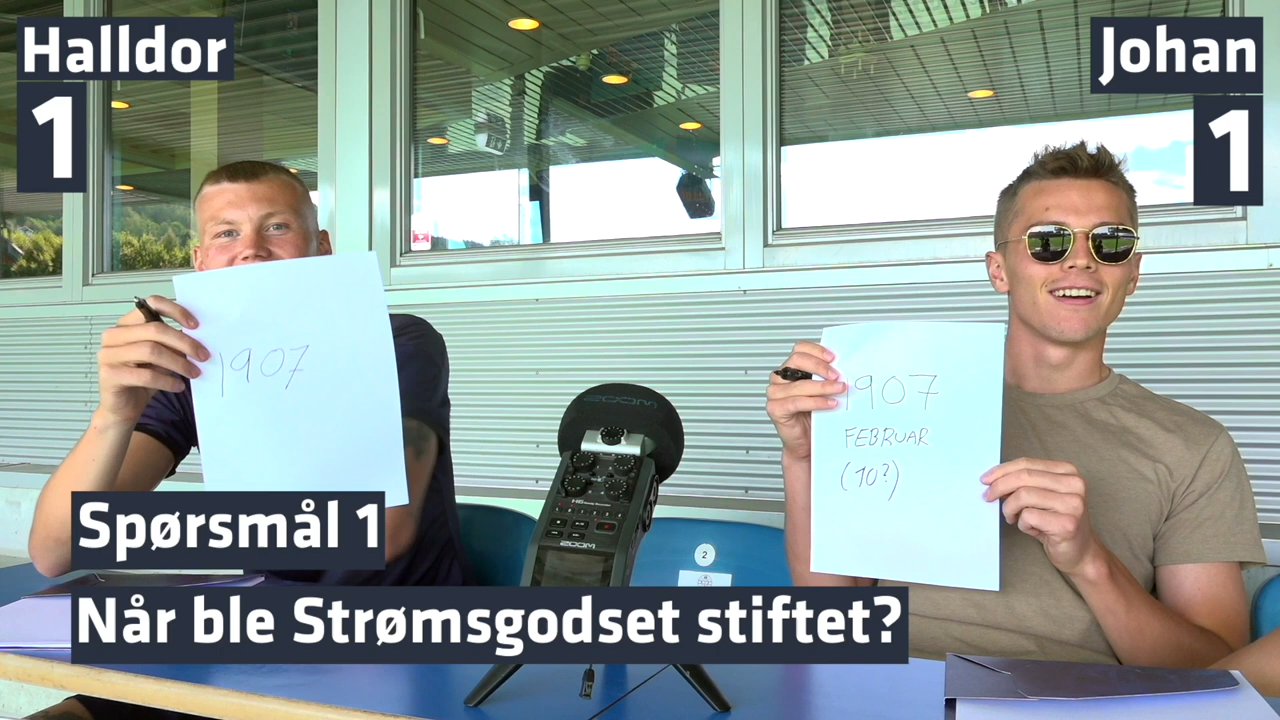 Halldor
1
Johan
1
1907
1907
FEBRUAR
(10?)
ZOOM
H6
ZOOM
2
Spørsmål 1
Når ble Strømsgodset stiftet?